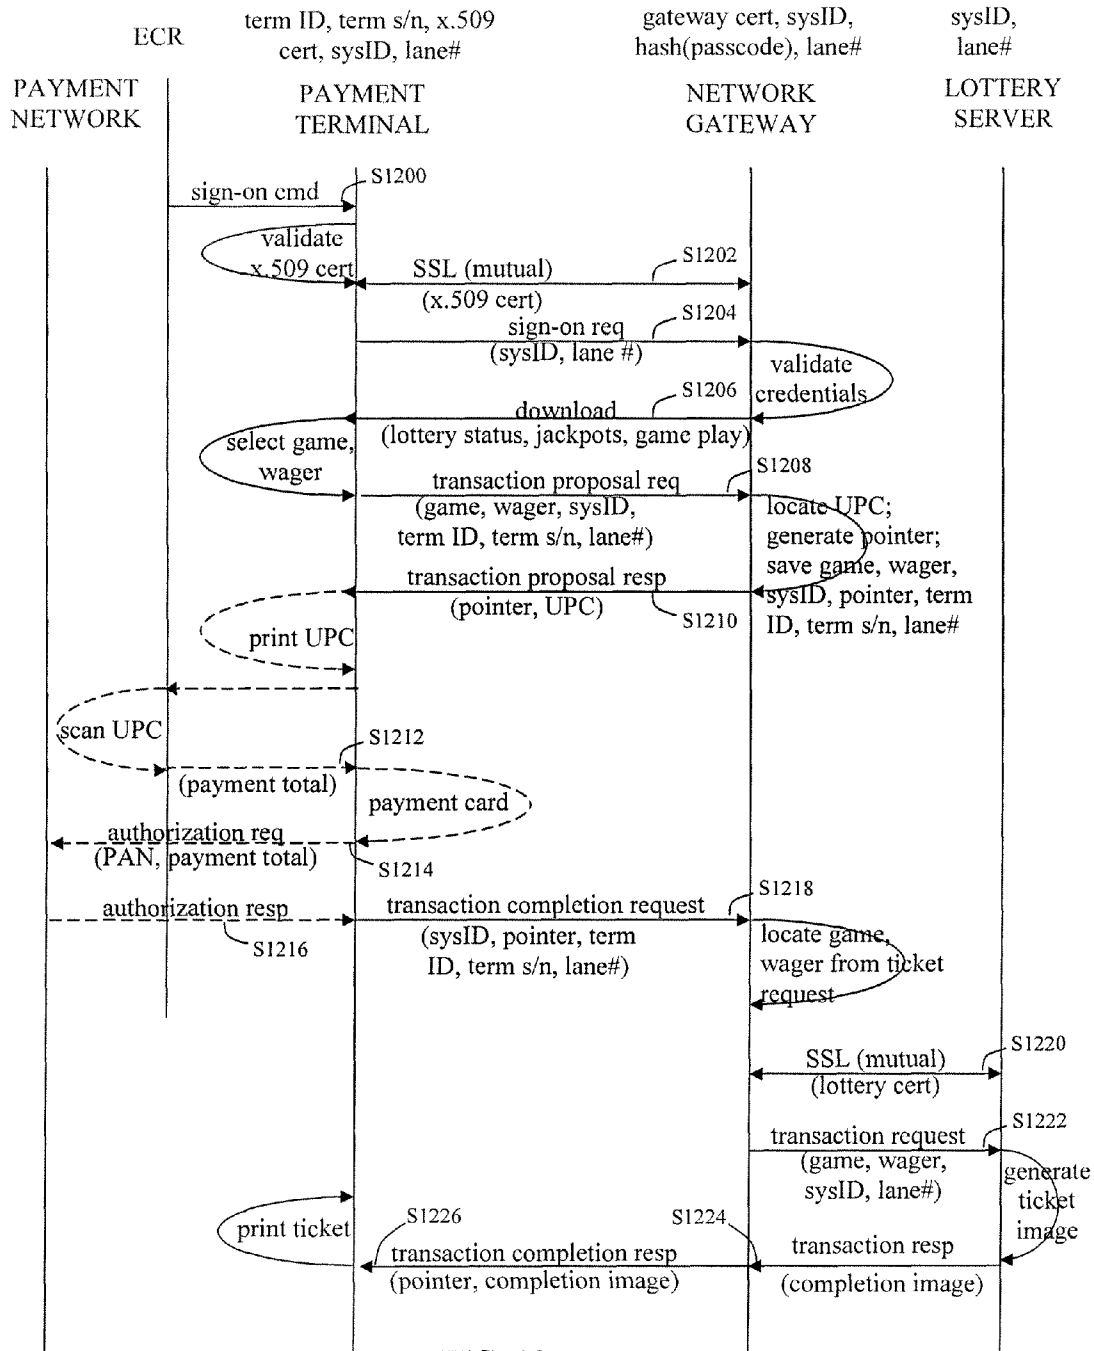 ECR
term ID, term s/n, x.509
cert, sysID, lane#
gateway cert, sysID,
hash(passcode), lane#
sysID,
lane#
PAYMENT
NETWORK
PAYMENT
TERMINAL
NETWORK
GATEWAY
LOTTERY
SERVER
sign-on cmd
S1200
validate
x.509 cert
SSL (mutual)
S1202
(x.509 cert)
sign-on req
S1204
(sysID, lane #)
validate
credentials
download
S1206
(lottery status, jackpots, game play)
select game,
wager
transaction proposal req
S1208
(game, wager, sysID,
term ID, term s/n, lane#)
locate UPC;
generate pointer;
save game, wager,
sysID, pointer, term
ID, term s/n, lane#
transaction proposal resp
(pointer, UPC)
S1210
print UPC
scan UPC
S1212
(payment total)
payment card
authorization req
(PAN, payment total)
S1214
authorization resp
S1216
transaction completion request
S1218
(sysID, pointer, term
ID, term s/n, lane#)
locate game,
wager from ticket
request
SSL (mutual)
S1220
(lottery cert)
transaction request
S1222
(game, wager,
sysID, lane#)
generate
ticket
image
print ticket
S1226
S1224
transaction completion resp
(pointer, completion image)
transaction resp
(completion image)